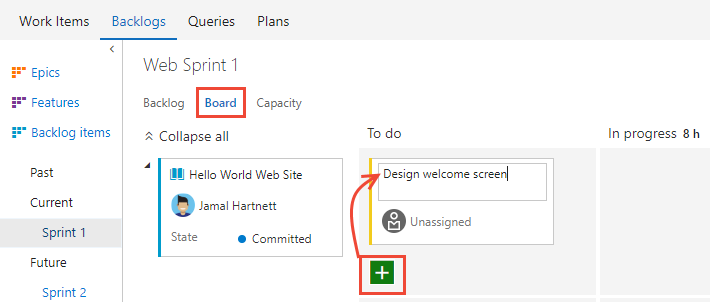 Work Items Backlogs Queries Plans
Epics
Features
Backlog items
Past
Current
Sprint 1
Future
Sprint 2
Web Sprint 1
Backlog Board Capacity
Collapse all
To do
In progress 8 h
Hello World Web Site
Jamal Hartnett
State Committed
Design welcome screen
Unassigned